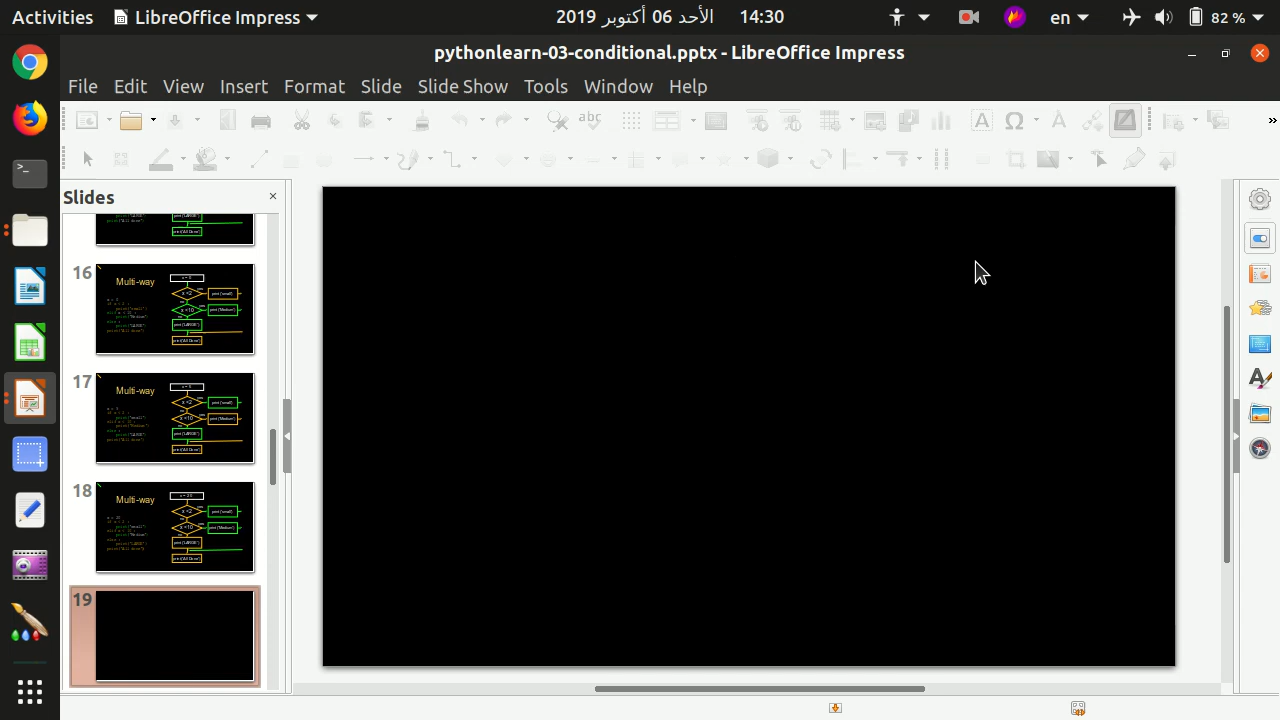 Activities LibreOffice Impress الأحد 06 أكتوبر 2019 14:30 en 82 %
pythonlearn-03-conditional.pptx - LibreOffice Impress
File Edit View Insert Format Slide Slide Show Tools Window Help
abc
Slides
16
Multi-way
17
Multi-way
18
Multi-way
19